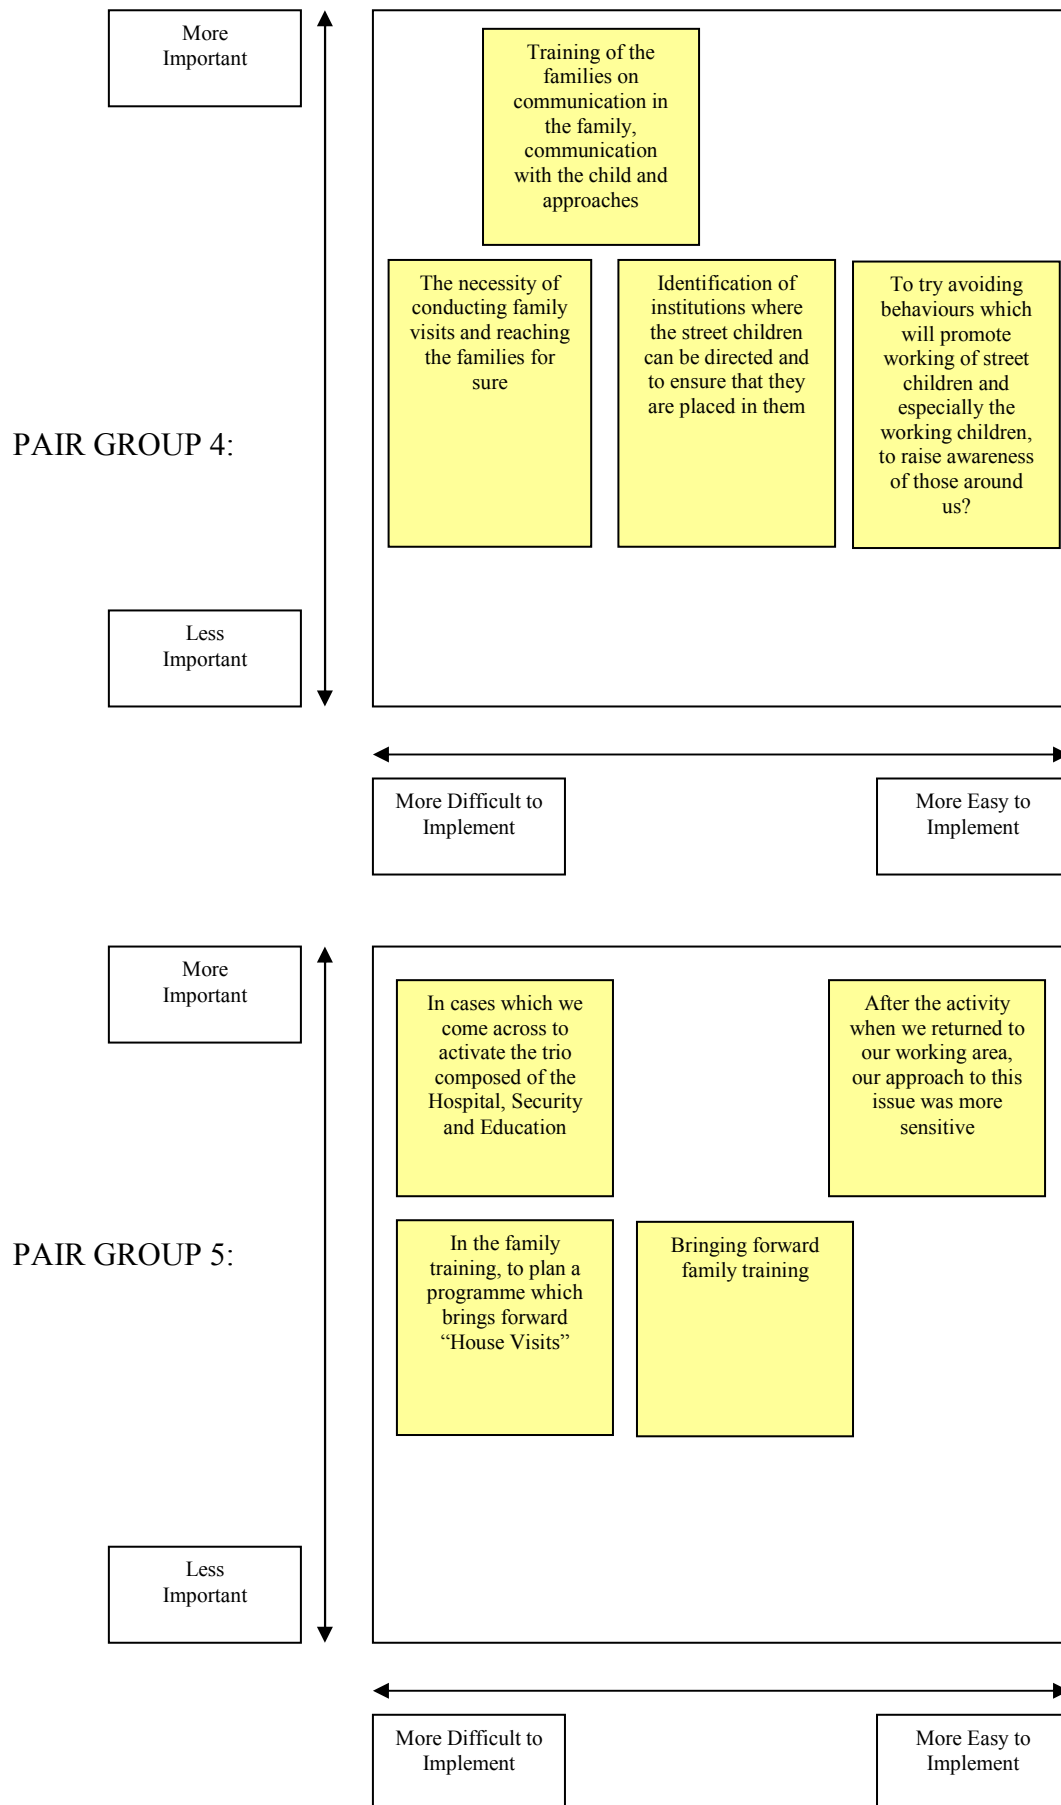 More
Important
Training of the
families on
communication in
the family,
communication
with the child and
approaches
The necessity of
conducting family
visits and reaching
the families for
sure
Identification of
institutions where
the street children
can be directed and
to ensure that they
are placed in them
To try avoiding
behaviours which
will promote
working of street
children and
especially the
working children,
to raise awareness
of those around
us?
PAIR GROUP 4:
Less
Important
More Difficult to
Implement
More Easy to
Implement
More
Important
In cases which we
come across to
activate the trio
composed of the
Hospital, Security
and Education
After the activity
when we returned to
our working area,
our approach to this
issue was more
sensitive
PAIR GROUP 5:
In the family
training, to plan a
programme which
brings forward
“House Visits”
Bringing forward
family training
Less
Important
More Difficult to
Implement
More Easy to
Implement